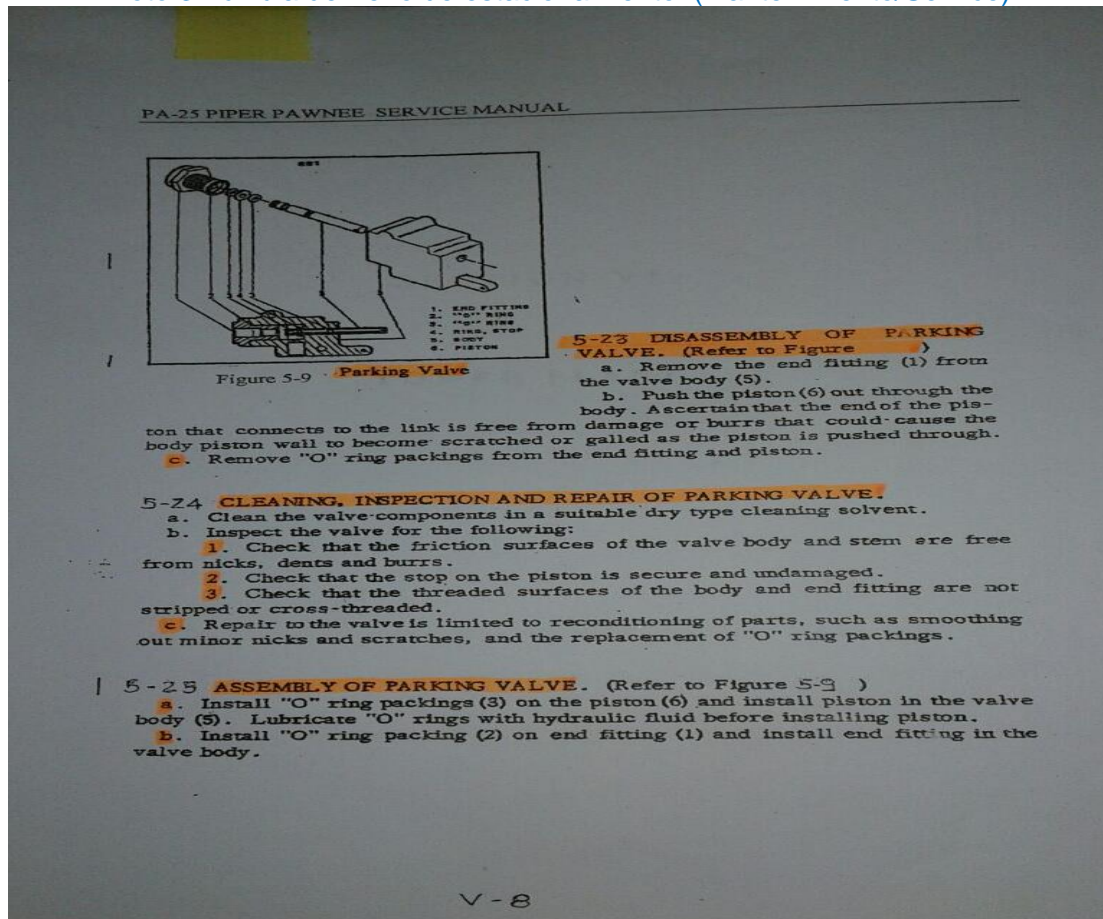 PA-25 PIPER PAWNEE SERVICE MANUAL
1. END FITTING
2. "O" RING
3. "O" RING
4. RING, STOP
5. BODY
6. PISTON
Figure 5-9 Parking Valve
5-23 DISASSEMBLY OF PARKING
VALVE. (Refer to Figure )
a. Remove the end fitting (1) from
the valve body (5).
b. Push the piston (6) out through the
body. Ascertain that the end of the pis-
ton that connects to the link is free from damage or burrs that could cause the
body piston wall to become scratched or galled as the piston is pushed through.
c. Remove "O" ring packings from the end fitting and piston.
5-24 CLEANING, INSPECTION AND REPAIR OF PARKING VALVE.
a. Clean the valve components in a suitable dry type cleaning solvent.
b. Inspect the valve for the following:
1. Check that the friction surfaces of the valve body and stem are free
from nicks, dents and burrs.
2. Check that the stop on the piston is secure and undamaged.
3. Check that the threaded surfaces of the body and end fitting are not
stripped or cross-threaded.
c. Repair to the valve is limited to reconditioning of parts, such as smoothing
out minor nicks and scratches, and the replacement of "O" ring packings.
5-25 ASSEMBLY OF PARKING VALVE. (Refer to Figure 5-9 )
a. Install "O" ring packings (3) on the piston (6) and install piston in the valve
body (5). Lubricate "O" rings with hydraulic fluid before installing piston.
b. Install "O" ring packing (2) on end fitting (1) and install end fitting in the
valve body.
V-8